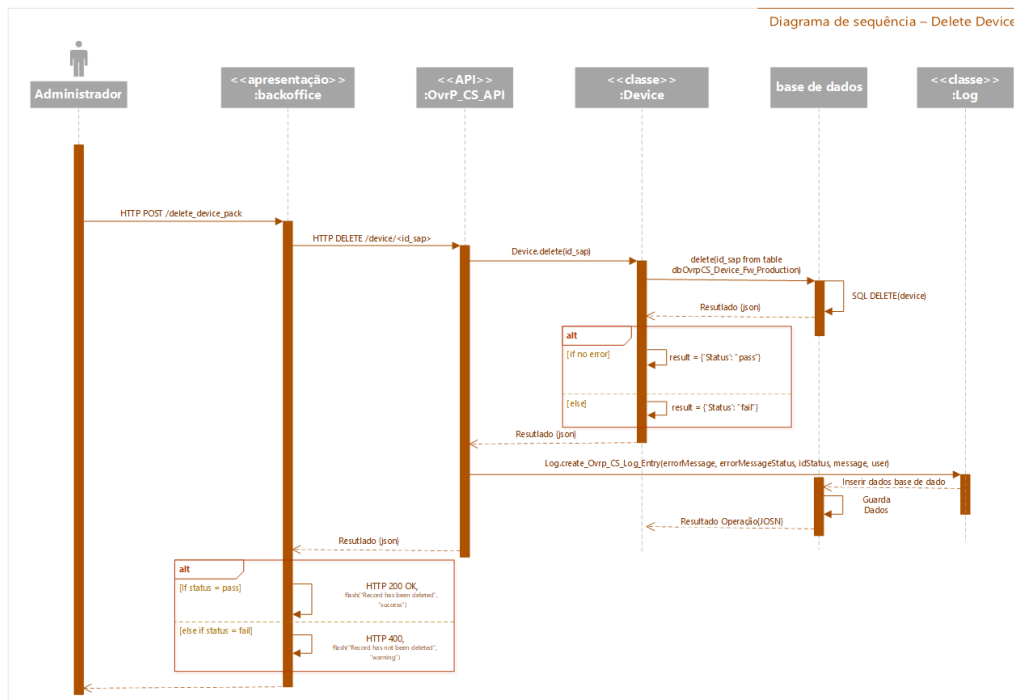 Diagrama de sequência – Delete Device
Administrador
<<apresentação>>
:backoffice
<<API>>
:OvrP_CS_API
<<classe>>
:Device
base de dados
<<classe>>
:Log
HTTP POST /delete_device_pack
HTTP DELETE /device/<id_sap>
Device.delete(id_sap)
delete(id_sap from table
dbOvrpCS_Device_Fw_Production)
SQL DELETE(device)
Resutlado (json)
alt
[if no error]
result = {'Status': "pass"}
[else]
result = {'Status': "fail"}
Resutlado (json)
Log.create_Ovrp_CS_Log_Entry(errorMessage, errorMessageStatus, idStatus, message, user)
Inserir dados base de dado
Guarda
Dados
Resultado Operação(JOSN)
Resutlado (json)
alt
[If status = pass]
HTTP 200 OK,
flash("Record has been deleted",
"success")
[else if status = fail]
HTTP 400,
flash("Record has not been deleted",
"warning")